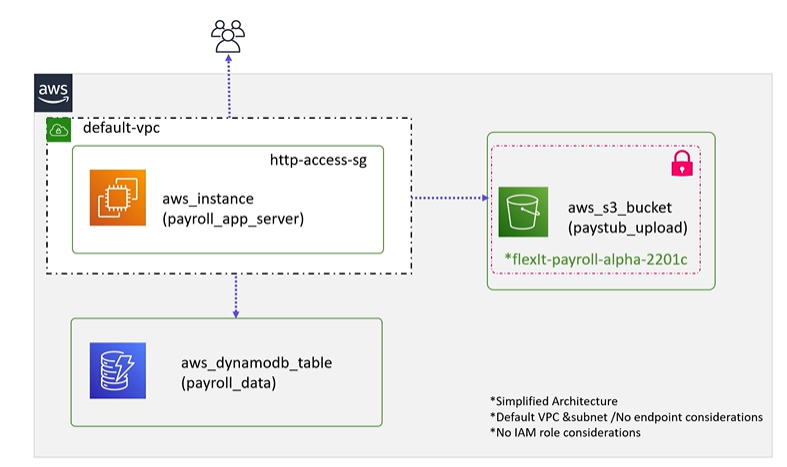 aws
default-vpc
http-access-sg
aws_instance
(payroll_app_server)
aws_s3_bucket
(paystub_upload)
*flexIt-payroll-alpha-2201c
aws_dynamodb_table
(payroll_data)
*Simplified Architecture
*Default VPC &subnet /No endpoint considerations
*No IAM role considerations